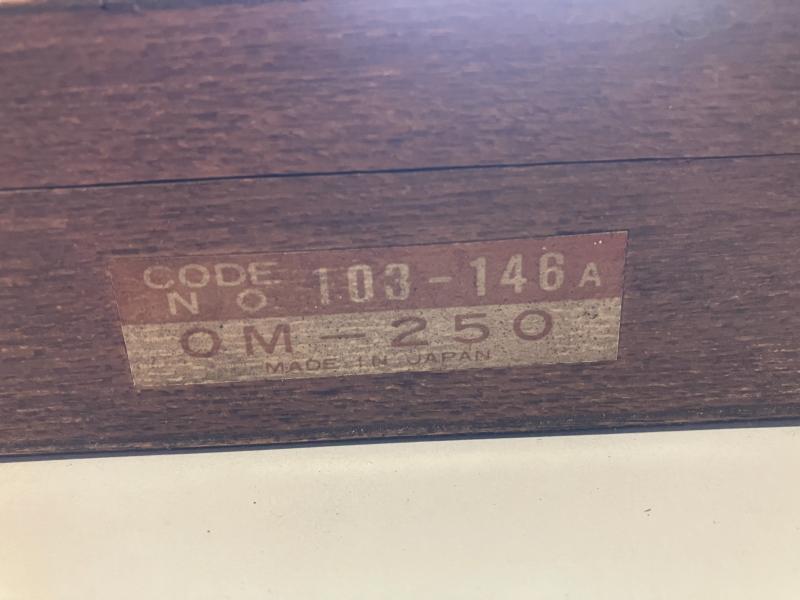 CODE NO 103-146A
OM-250
MADE IN JAPAN